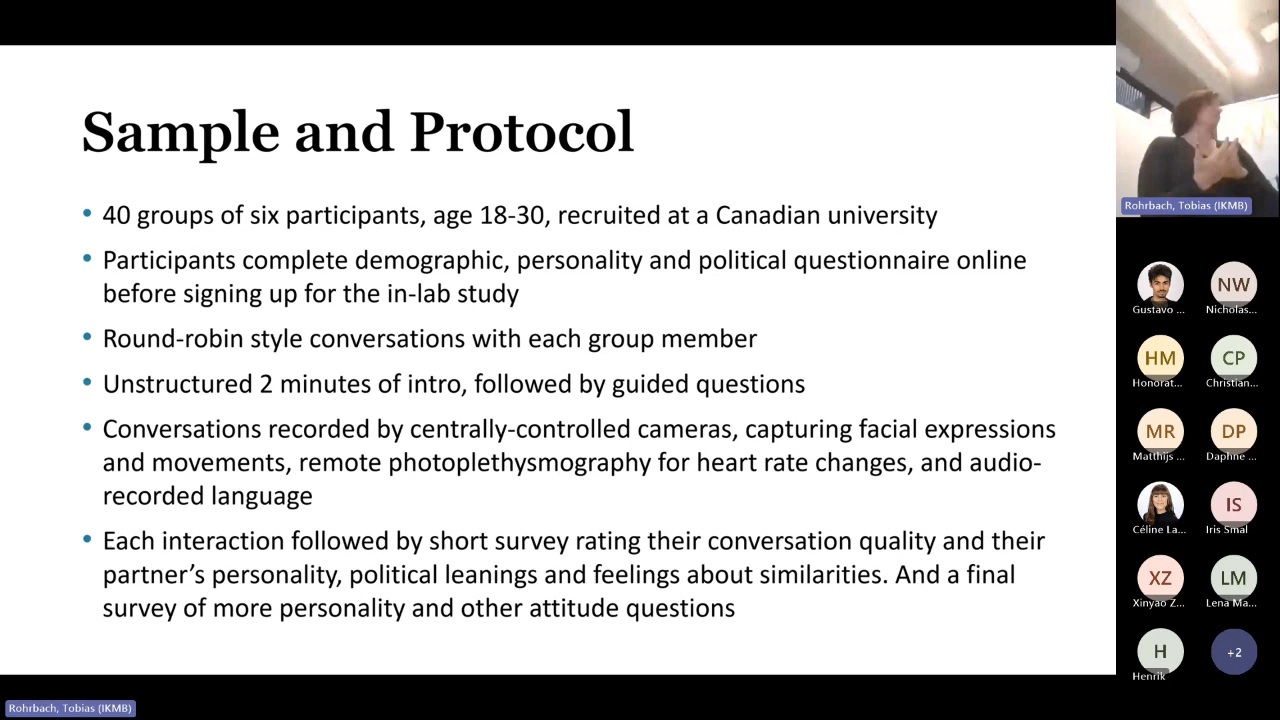 Sample and Protocol
• 40 groups of six participants, age 18-30, recruited at a Canadian university
• Participants complete demographic, personality and political questionnaire online
before signing up for the in-lab study
• Round-robin style conversations with each group member
• Unstructured 2 minutes of intro, followed by guided questions
• Conversations recorded by centrally-controlled cameras, capturing facial expressions
and movements, remote photoplethysmography for heart rate changes, and audio-
recorded language
• Each interaction followed by short survey rating their conversation quality and their
partner’s personality, political leanings and feelings about similarities. And a final
survey of more personality and other attitude questions
Rohrbach, Tobias (IKMB)
Gustavo ...
NW
Nicholas...
HM
Honorat...
CP
Christian...
MR
Matthijs ...
DP
Daphne ...
Céline La...
IS
Iris Smal
XZ
Xinyao Z...
LM
Lena Ma...
H
Henrik
+2
Rohrbach, Tobias (IKMB)